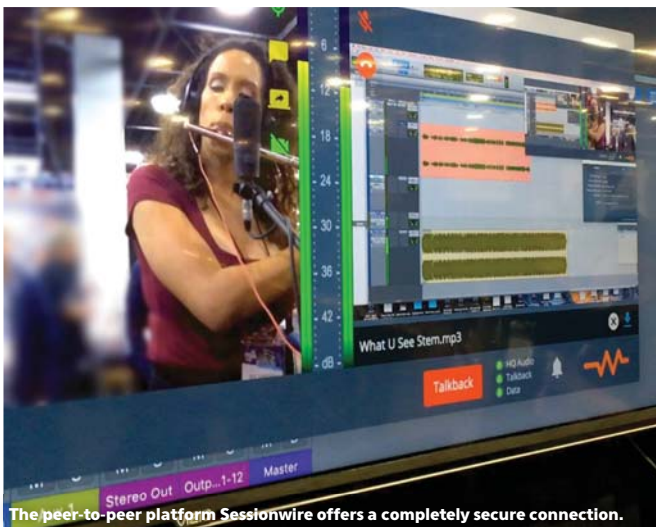 6
12
18
24
30
36
42
dB
What U See Stem.mp3
Talkback
HQ Audio
Talkback
Data
Stereo Out
Outp...1-12
Master
The peer-to-peer platform Sessionwire offers a completely secure connection.